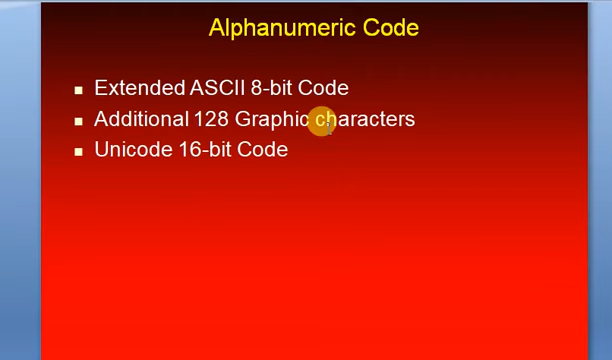 Alphanumeric Code
Extended ASCII 8-bit Code
Additional 128 Graphic characters
Unicode 16-bit Code